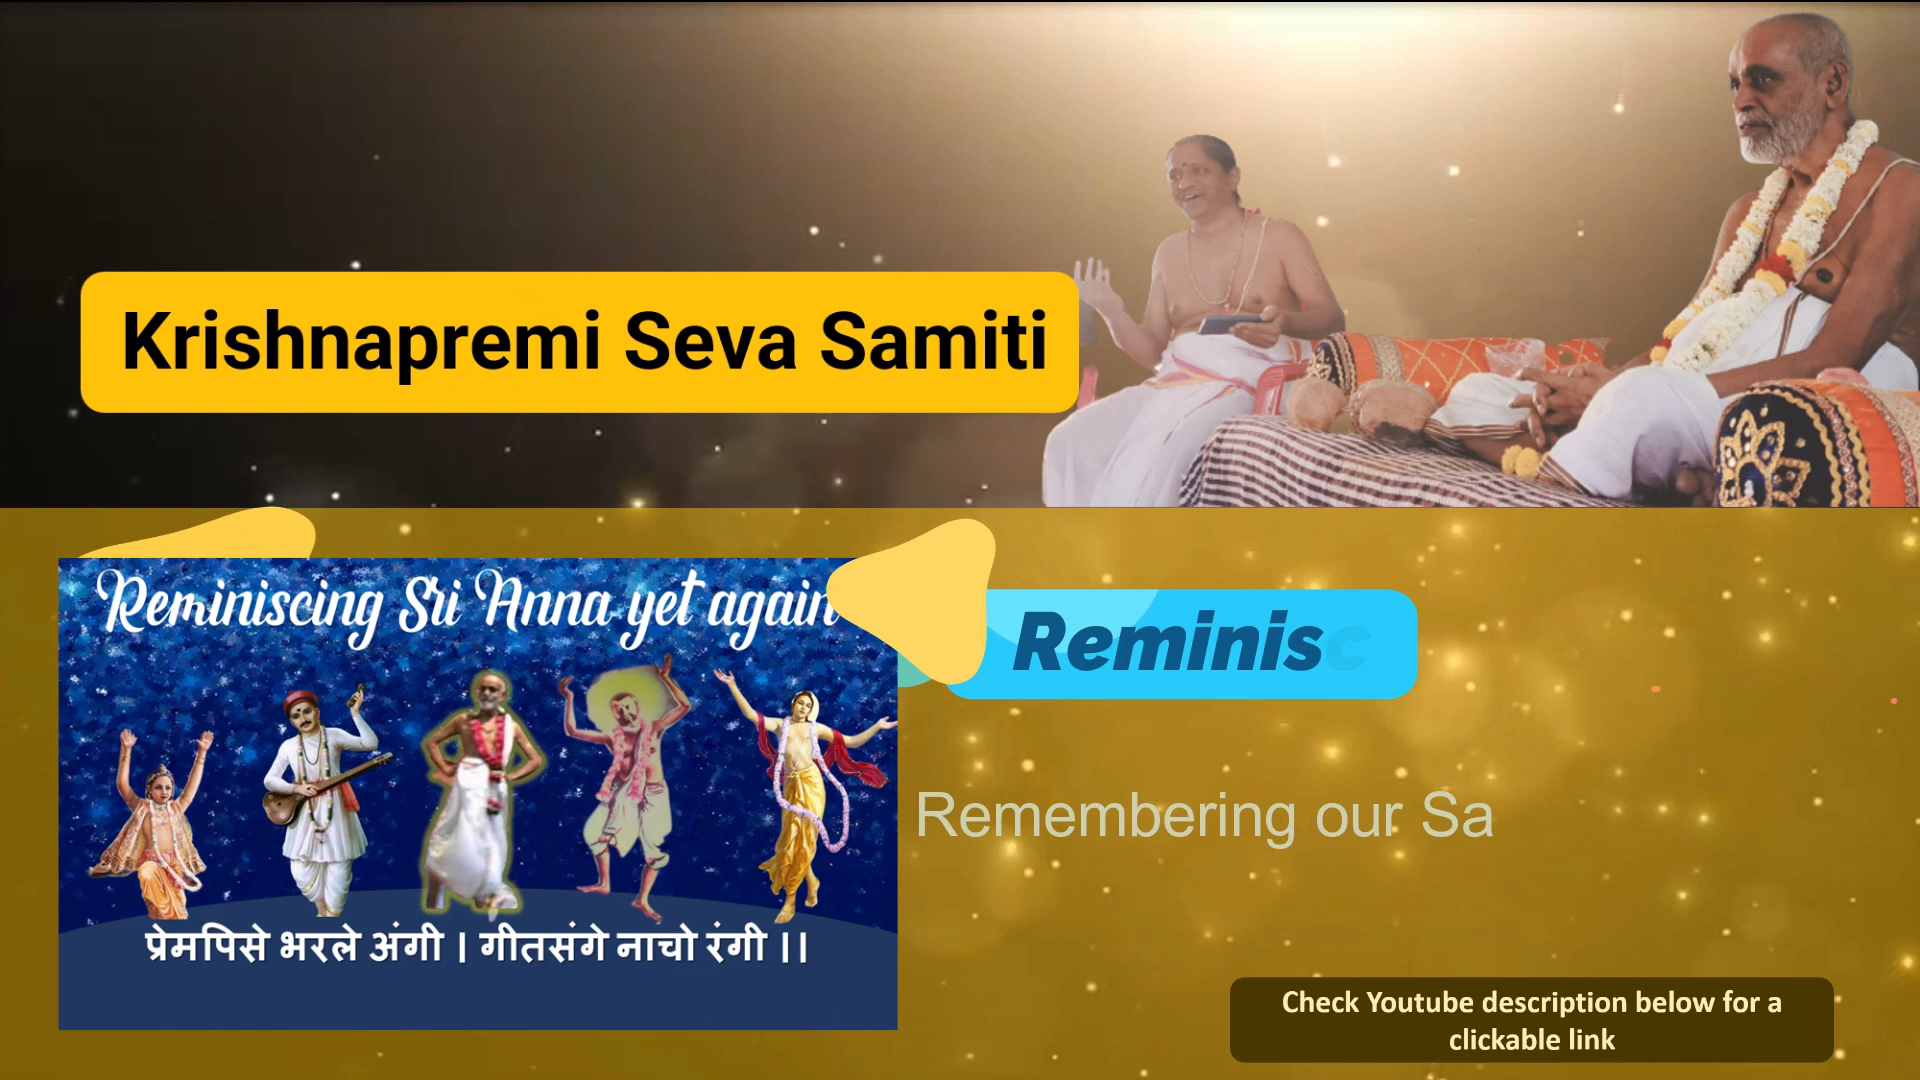 Krishnapremi Seva Samiti
Reminiscing Sri Anna yet again
Reminisc
Remembering our Sa
प्रेमपिसे भरले अंगी । गीतसंगे नाचो रंगी ।।
Check Youtube description below for a
clickable link